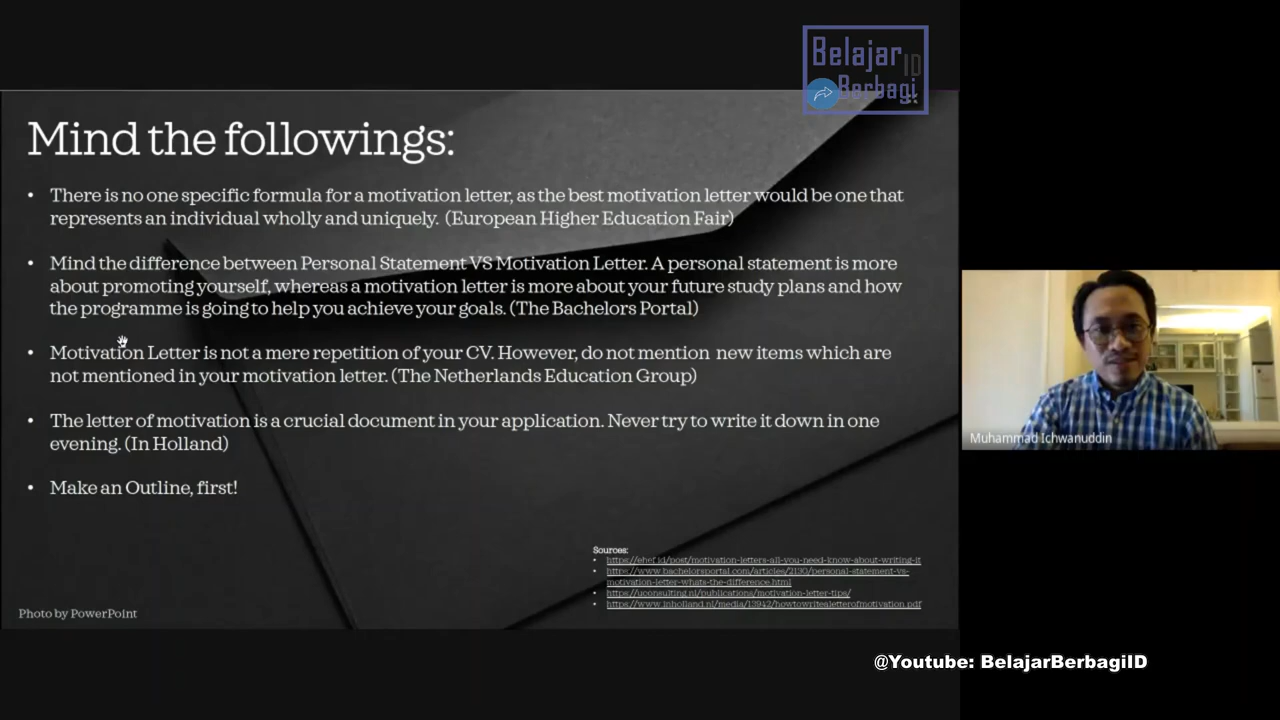 Belajar
ID
Berbagi
Mind the followings:
• There is no one specific formula for a motivation letter, as the best motivation letter would be one that
represents an individual wholly and uniquely. (European Higher Education Fair)
• Mind the difference between Personal Statement VS Motivation Letter. A personal statement is more
about promoting yourself, whereas a motivation letter is more about your future study plans and how
the programme is going to help you achieve your goals. (The Bachelors Portal)
• Motivation Letter is not a mere repetition of your CV. However, do not mention new items which are
not mentioned in your motivation letter. (The Netherlands Education Group)
• The letter of motivation is a crucial document in your application. Never try to write it down in one
evening. (In Holland)
• Make an Outline, first!
Sources:
• https://ehef.id/post/motivation-letters-all-you-need-know-about-writing-it
• http://www.bachelorsportal.com/articles/2130/personal-statement-vs-
motivation-letter-whats-the-difference.html
• https://uconsulting.nl/publications/motivation-letter-tips/
• https://www.inholland.nl/media/13942/howtowritealetterofmotivation.pdf
Photo by PowerPoint
Muhammad Ichwanuddin
@Youtube: BelajarBerbagiID